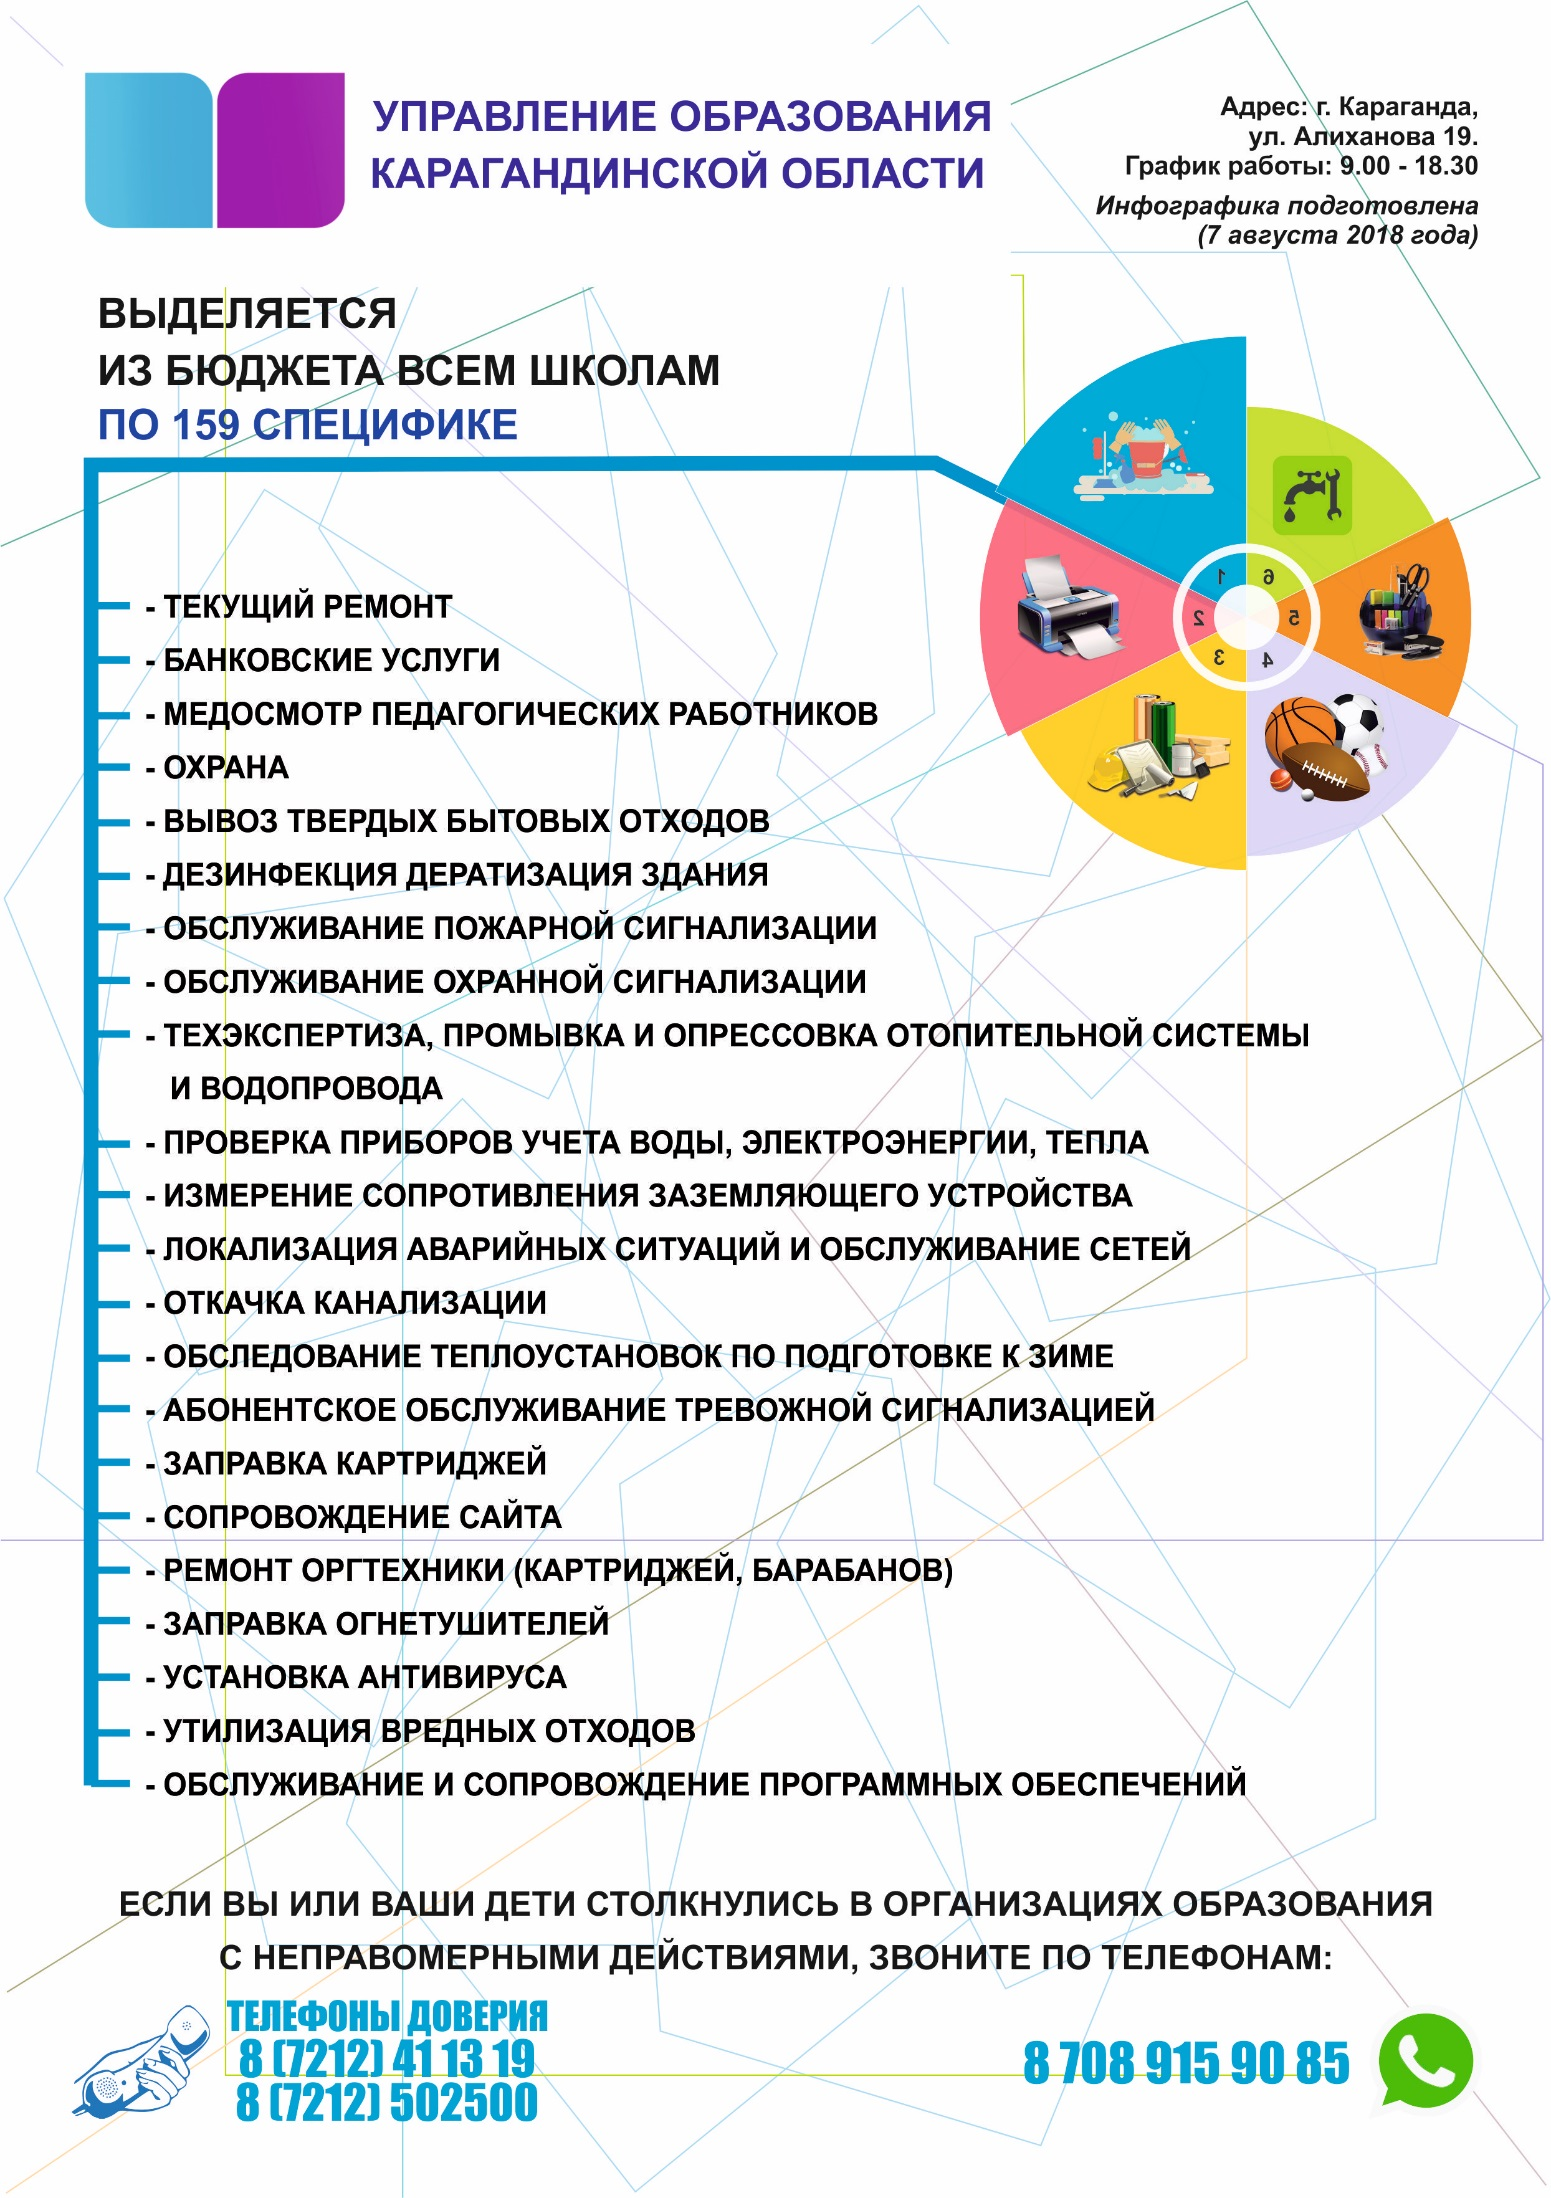 УПРАВЛЕНИЕ ОБРАЗОВАНИЯ
КАРАГАНДИНСКОЙ ОБЛАСТИ
Адрес: г. Караганда,
ул. Алиханова 19.
График работы: 9.00 - 18.30
Инфографика подготовлена
(7 августа 2018 года)
ВЫДЕЛЯЕТСЯ
ИЗ БЮДЖЕТА ВСЕМ ШКОЛАМ
ПО 159 СПЕЦИФИКЕ
1
6
2
5
3
4
- ТЕКУЩИЙ РЕМОНТ
- БАНКОВСКИЕ УСЛУГИ
- МЕДОСМОТР ПЕДАГОГИЧЕСКИХ РАБОТНИКОВ
- ОХРАНА
- ВЫВОЗ ТВЕРДЫХ БЫТОВЫХ ОТХОДОВ
- ДЕЗИНФЕКЦИЯ ДЕРАТИЗАЦИЯ ЗДАНИЯ
- ОБСЛУЖИВАНИЕ ПОЖАРНОЙ СИГНАЛИЗАЦИИ
- ОБСЛУЖИВАНИЕ ОХРАННОЙ СИГНАЛИЗАЦИИ
- ТЕХЭКСПЕРТИЗА, ПРОМЫВКА И ОПРЕССОВКА ОТОПИТЕЛЬНОЙ СИСТЕМЫ
И ВОДОПРОВОДА
- ПРОВЕРКА ПРИБОРОВ УЧЕТА ВОДЫ, ЭЛЕКТРОЭНЕРГИИ, ТЕПЛА
- ИЗМЕРЕНИЕ СОПРОТИВЛЕНИЯ ЗАЗЕМЛЯЮЩЕГО УСТРОЙСТВА
- ЛОКАЛИЗАЦИЯ АВАРИЙНЫХ СИТУАЦИЙ И ОБСЛУЖИВАНИЕ СЕТЕЙ
- ОТКАЧКА КАНАЛИЗАЦИИ
- ОБСЛЕДОВАНИЕ ТЕПЛОУСТАНОВОК ПО ПОДГОТОВКЕ К ЗИМЕ
- АБОНЕНТСКОЕ ОБСЛУЖИВАНИЕ ТРЕВОЖНОЙ СИГНАЛИЗАЦИЕЙ
- ЗАПРАВКА КАРТРИДЖЕЙ
- СОПРОВОЖДЕНИЕ САЙТА
- РЕМОНТ ОРГТЕХНИКИ (КАРТРИДЖЕЙ, БАРАБАНОВ)
- ЗАПРАВКА ОГНЕТУШИТЕЛЕЙ
- УСТАНОВКА АНТИВИРУСА
- УТИЛИЗАЦИЯ ВРЕДНЫХ ОТХОДОВ
- ОБСЛУЖИВАНИЕ И СОПРОВОЖДЕНИЕ ПРОГРАММНЫХ ОБЕСПЕЧЕНИЙ
ЕСЛИ ВЫ ИЛИ ВАШИ ДЕТИ СТОЛКНУЛИСЬ В ОРГАНИЗАЦИЯХ ОБРАЗОВАНИЯ
С НЕПРАВОМЕРНЫМИ ДЕЙСТВИЯМИ, ЗВОНИТЕ ПО ТЕЛЕФОНАМ:
ТЕЛЕФОНЫ ДОВЕРИЯ
8 (7212) 41 13 19
8 (7212) 502500
8 708 915 90 85